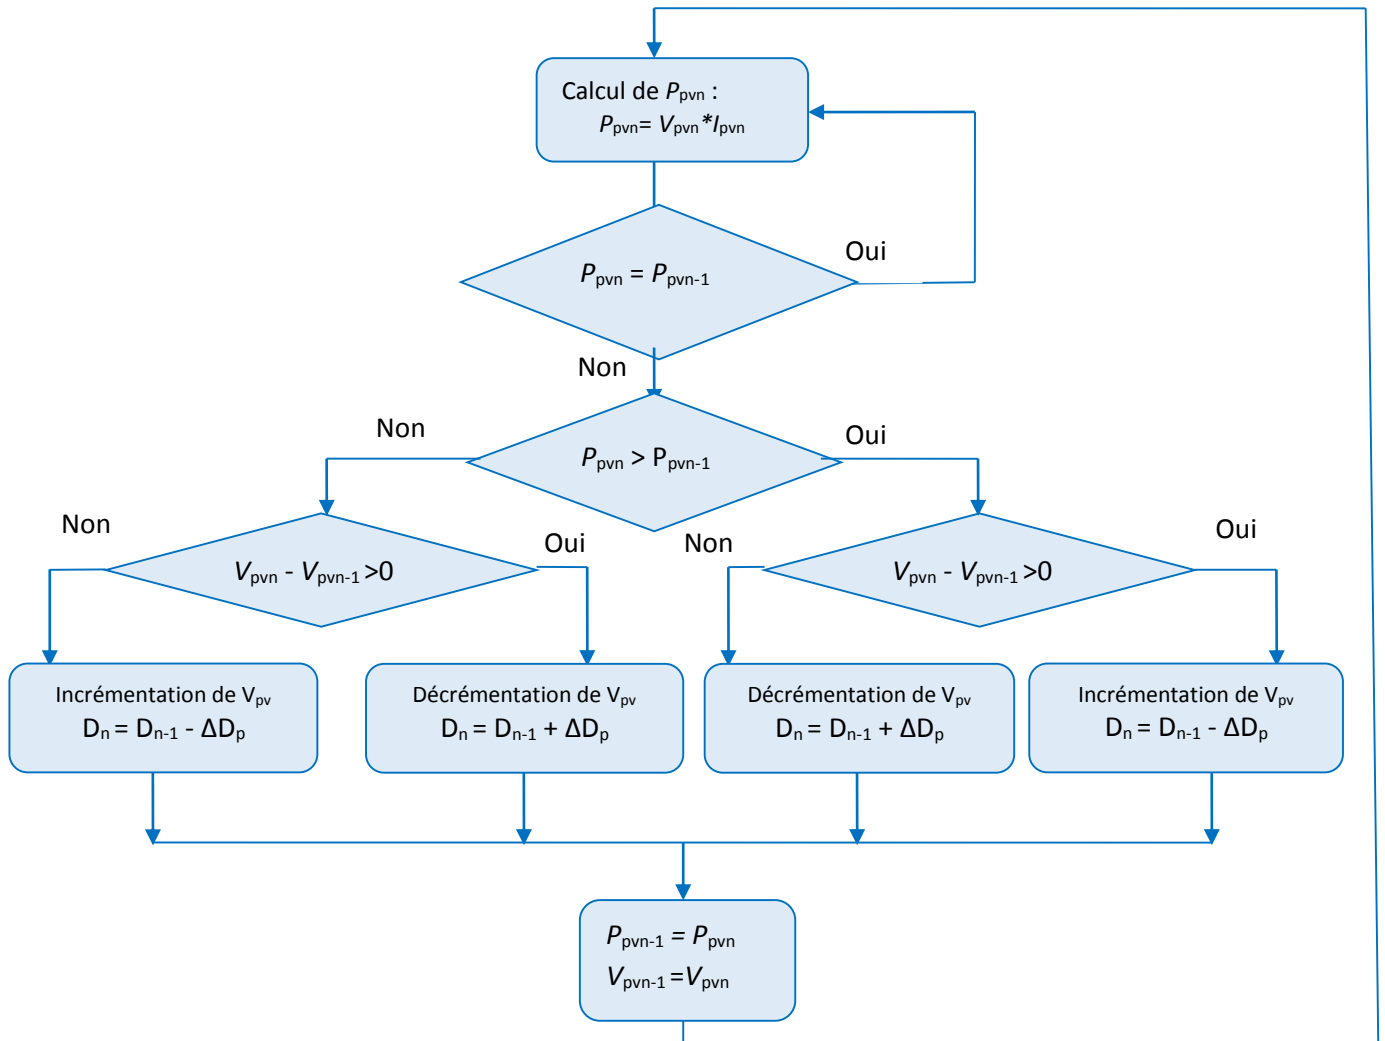 Calcul de Ppvn :
Ppvn= Vpvn*Ipvn
Oui
Ppvn = Ppvn-1
Non
Non
Oui
Ppvn > Ppvn-1
Non
Oui
Non
Oui
Vpvn - Vpvn-1 >0
Vpvn - Vpvn-1 >0
Incrémentation de Vpv
Dn = Dn-1 - ΔDp
Décrémentation de Vpv
Dn = Dn-1 + ΔDp
Décrémentation de Vpv
Dn = Dn-1 + ΔDp
Incrémentation de Vpv
Dn = Dn-1 - ΔDp
Ppvn-1 = Ppvn
Vpvn-1 =Vpvn